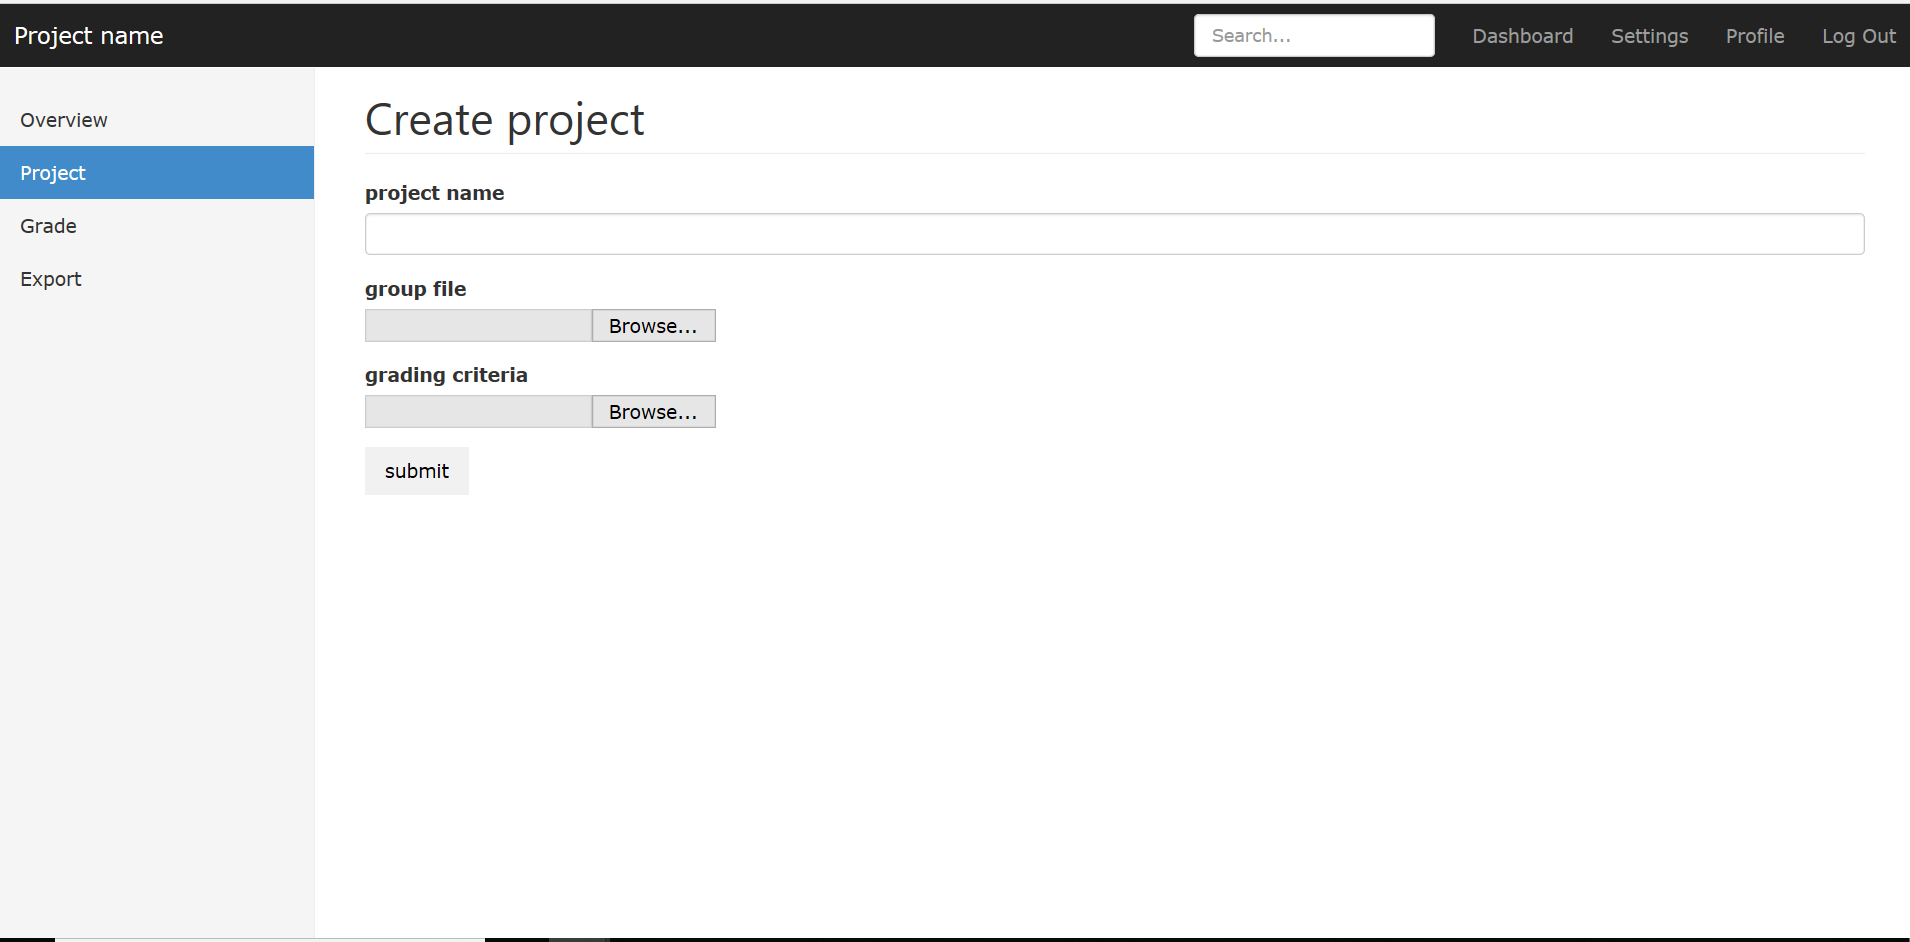 Project name
Search...
Dashboard
Settings
Profile
Log Out
Overview
Project
Grade
Export
Create project
project name
group file
Browse...
grading criteria
Browse...
submit